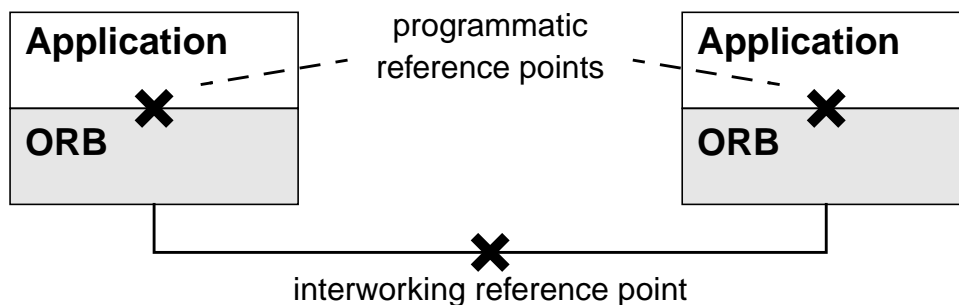 Application
programmatic
reference points
Application
ORB
ORB
interworking reference point